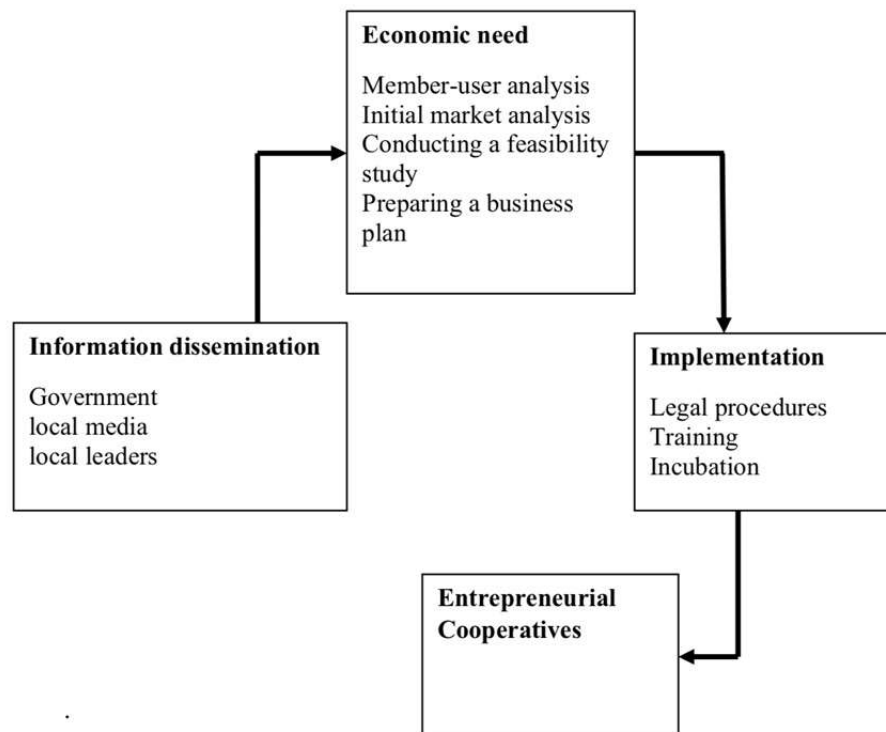 Economic need
Member-user analysis
Initial market analysis
Conducting a feasibility
study
Preparing a business
plan
Information dissemination
Government
local media
local leaders
Implementation
Legal procedures
Training
Incubation
Entrepreneurial
Cooperatives
.